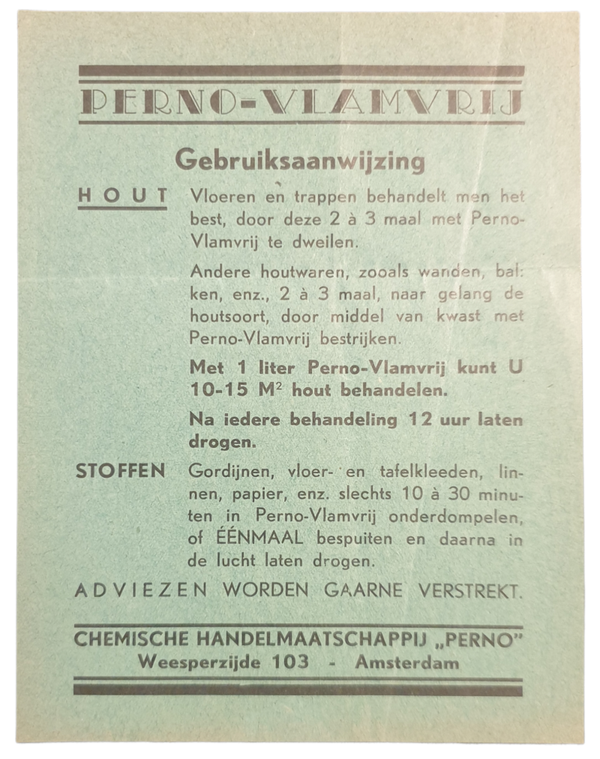 PERNO-VLAMVRIJ
Gebruiksaanwijzing
HOUT Vloeren en trappen behandelt men het
best, door deze 2 à 3 maal met Perno-
Vlamvrij te dweilen.
Andere houtwaren, zooals wanden, bal-
ken, enz., 2 à 3 maal, naar gelang de
houtsoort, door middel van kwast met
Perno-Vlamvrij bestrijken.
Met 1 liter Perno-Vlamvrij kunt U
10-15 M² hout behandelen.
Na iedere behandeling 12 uur laten
drogen.
STOFFEN Gordijnen, vloer- en tafelkleeden, lin-
nen, papier, enz. slechts 10 à 30 minu-
ten in Perno-Vlamvrij onderdompelen,
of ÉÉNMAAL bespuiten en daarna in
de lucht laten drogen.
ADVIEZEN WORDEN GAARNE VERSTREKT.
CHEMISCHE HANDELMAATSCHAPPIJ „PERNO”
Weesperzijde 103 - Amsterdam